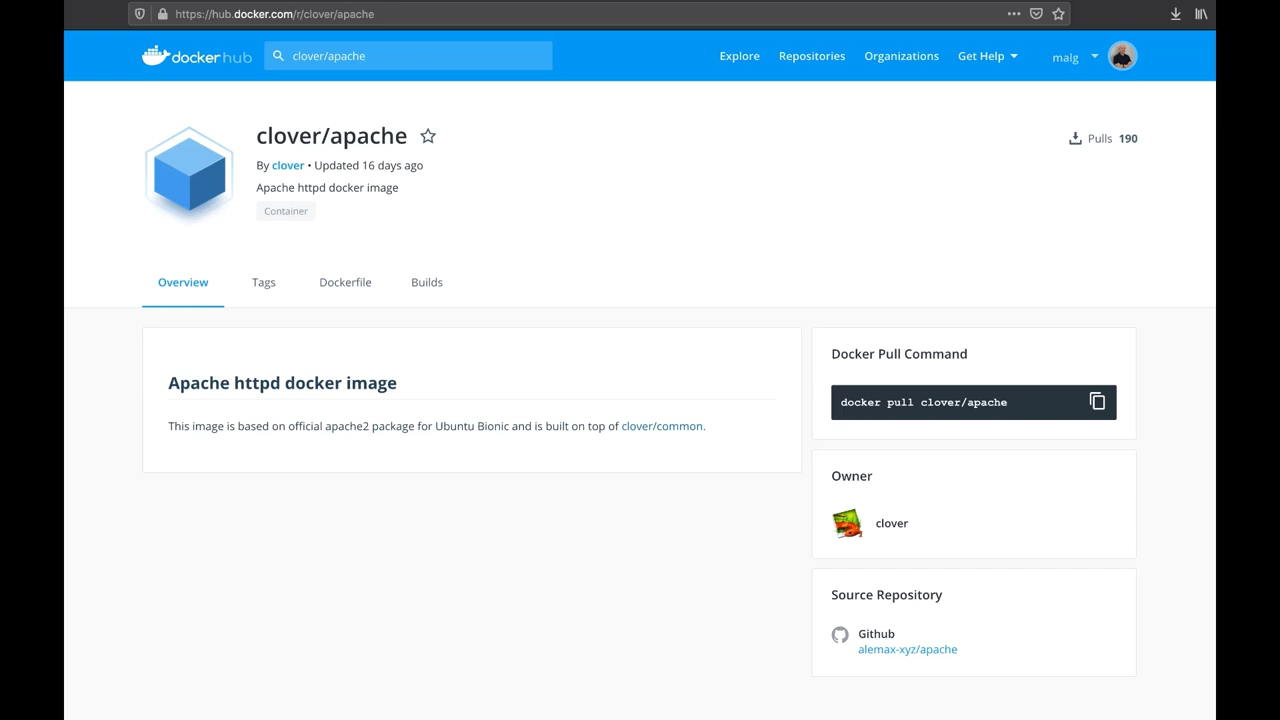 https://hub.docker.com/r/clover/apache
docker hub
clover/apache
Explore
Repositories
Organizations
Get Help
malg
clover/apache
Pulls 190
By clover • Updated 16 days ago
Apache httpd docker image
Container
Overview
Tags
Dockerfile
Builds
Apache httpd docker image
This image is based on official apache2 package for Ubuntu Bionic and is built on top of clover/common.
Docker Pull Command
docker pull clover/apache
Owner
clover
Source Repository
Github
alemax-xyz/apache